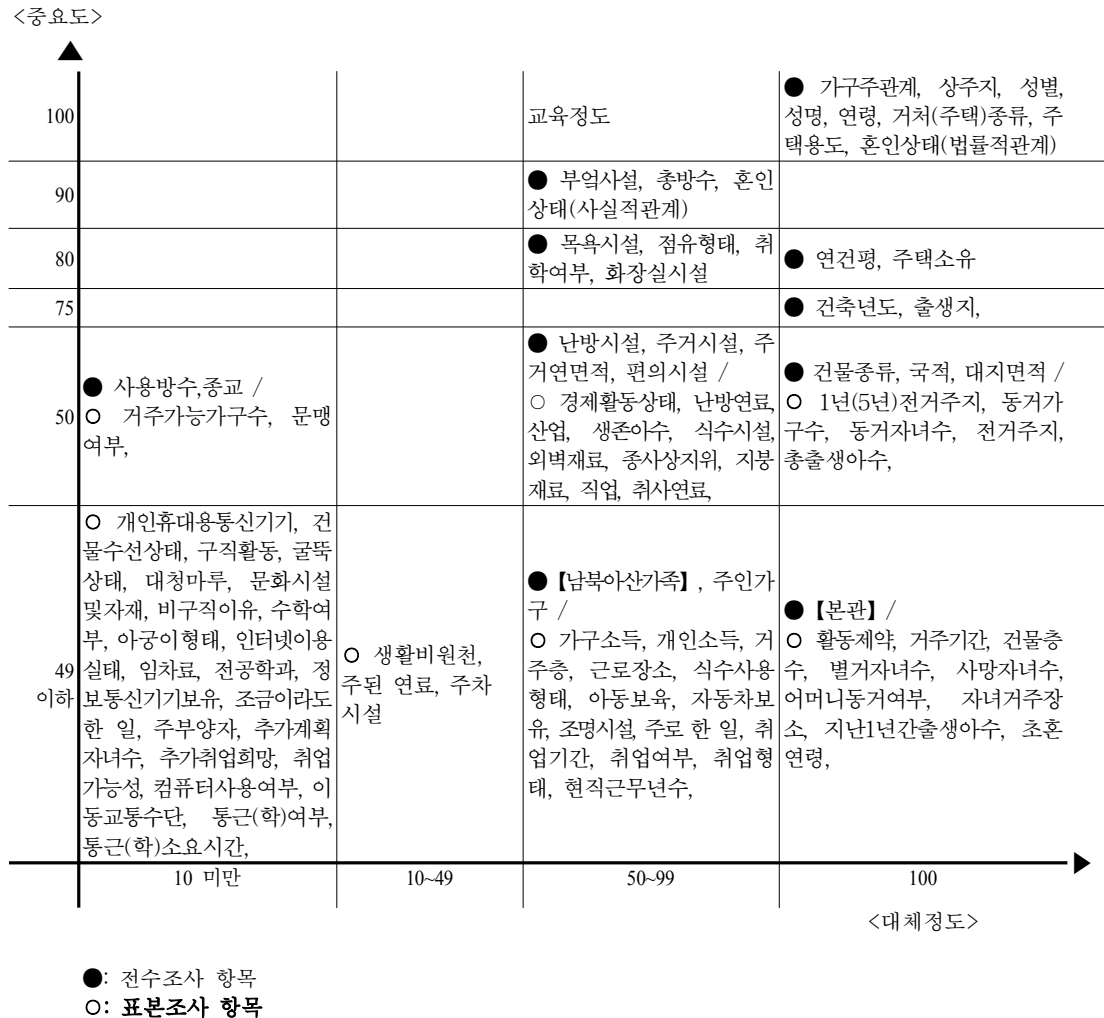 <중요도>
100
교육정도
● 가구주관계, 상주지, 성별,
성명, 연령, 거처(주택)종류, 주
택용도, 혼인상태(법률적관계)
90
● 부엌사설, 총방수, 혼인
상태(사실적관계)
80
● 목욕시설, 점유형태, 취
학여부, 화장실시설
● 연건평, 주택소유
75
● 건축년도, 출생지,
50
● 사용방수,종교 /
○ 거주가능가구수, 문맹
여부,
● 난방시설, 주거시설, 주
거연면적, 편의시설 /
○ 경제활동상태, 난방연료,
산업, 생존아수, 식수시설,
외벽재료, 종사상지위, 지붕
재료, 직업, 취사연료,
● 건물종류, 국적, 대지면적 /
○ 1년(5년)전거주지, 동거가
구수, 동거자녀수, 전거주지,
총출생아수,
49
이하
○ 개인휴대용통신기기, 건
물수선상태, 구직활동, 굴뚝
상태, 대청마루, 문화시설
및자재, 비구직이유, 수학여
부, 아궁이형태, 인터넷이용
실태, 임차료, 전공학과, 정
보통신기기보유, 조금이라도
한 일, 주부양자, 추가계획
자녀수, 추가취업희망, 취업
가능성, 컴퓨터사용여부, 이
동교통수단, 통근(학)여부,
통근(학)소요시간,
○ 생활비원천,
주된 연료, 주차
시설
●【남북아산가족】, 주인가
구 /
○ 가구소득, 개인소득, 거
주층, 근로장소, 식수사용
형태, 아동보육, 자동차보
유, 조명시설, 주로 한 일, 취
업기간, 취업여부, 취업형
태, 현직근무년수,
●【본관】/
○ 활동제약, 거주기간, 건물층
수, 별거자녀수, 사망자녀수,
어머니동거여부, 자녀거주장
소, 지난1년간출생아수, 초혼
연령,
10 미만
10~49
50~99
100
<대체정도>
●: 전수조사 항목
○: 표본조사 항목